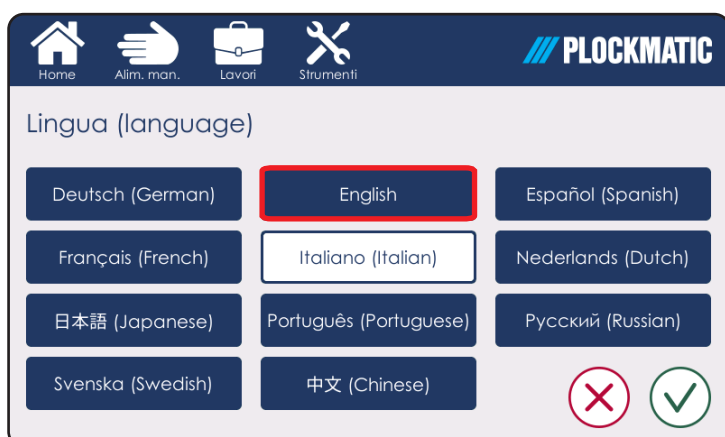 Home Alim. man. Lavori Strumenti PLOCKMATIC
Lingua (language)
Deutsch (German) English Español (Spanish)
Français (French) Italiano (Italian) Nederlands (Dutch)
日本語 (Japanese) Português (Portuguese) Русский (Russian)
Svenska (Swedish) 中文 (Chinese)